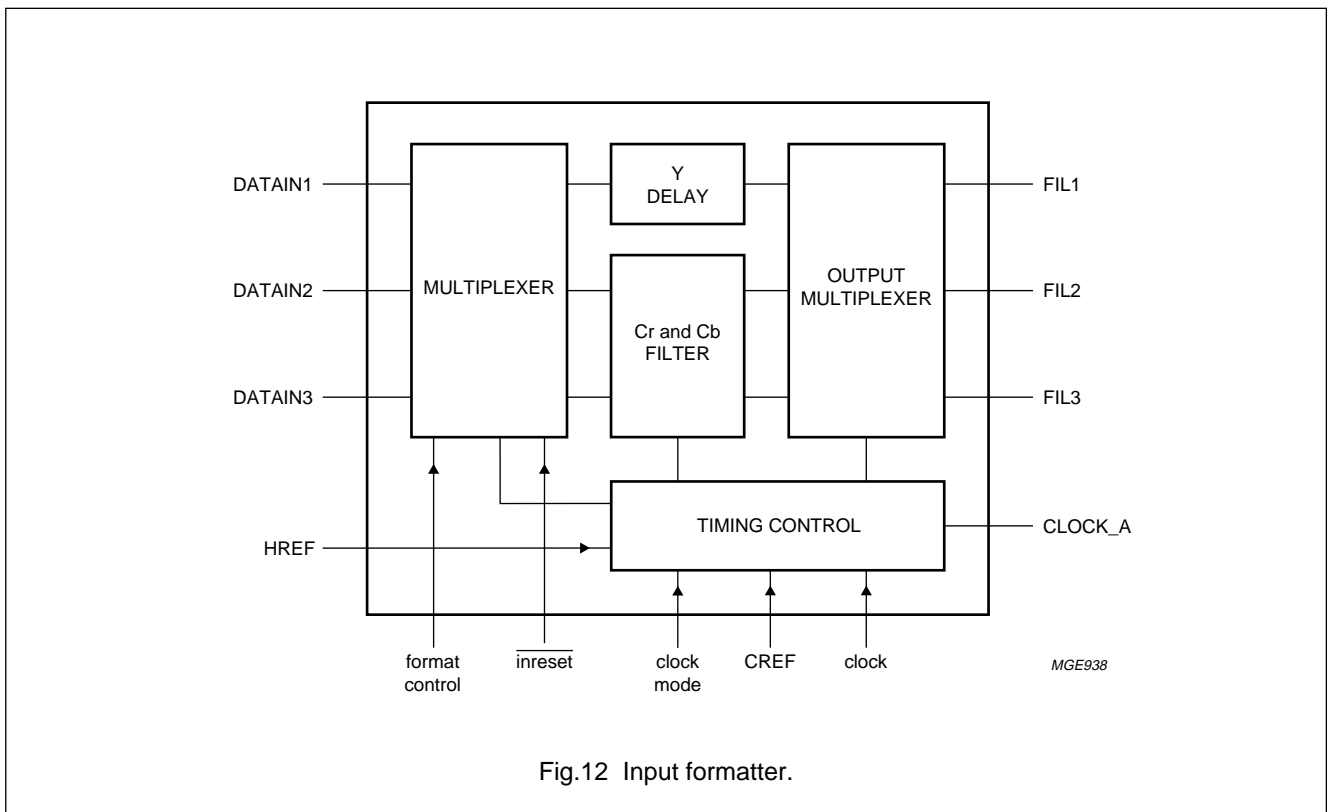 DATAIN1
DATAIN2
DATAIN3
HREF
MULTIPLEXER
Y
DELAY
Cr and Cb
FILTER
OUTPUT
MULTIPLEXER
TIMING CONTROL
FIL1
FIL2
FIL3
CLOCK_A
format
control
inreset
clock
mode
CREF
clock
MGE938
Fig.12 Input formatter.